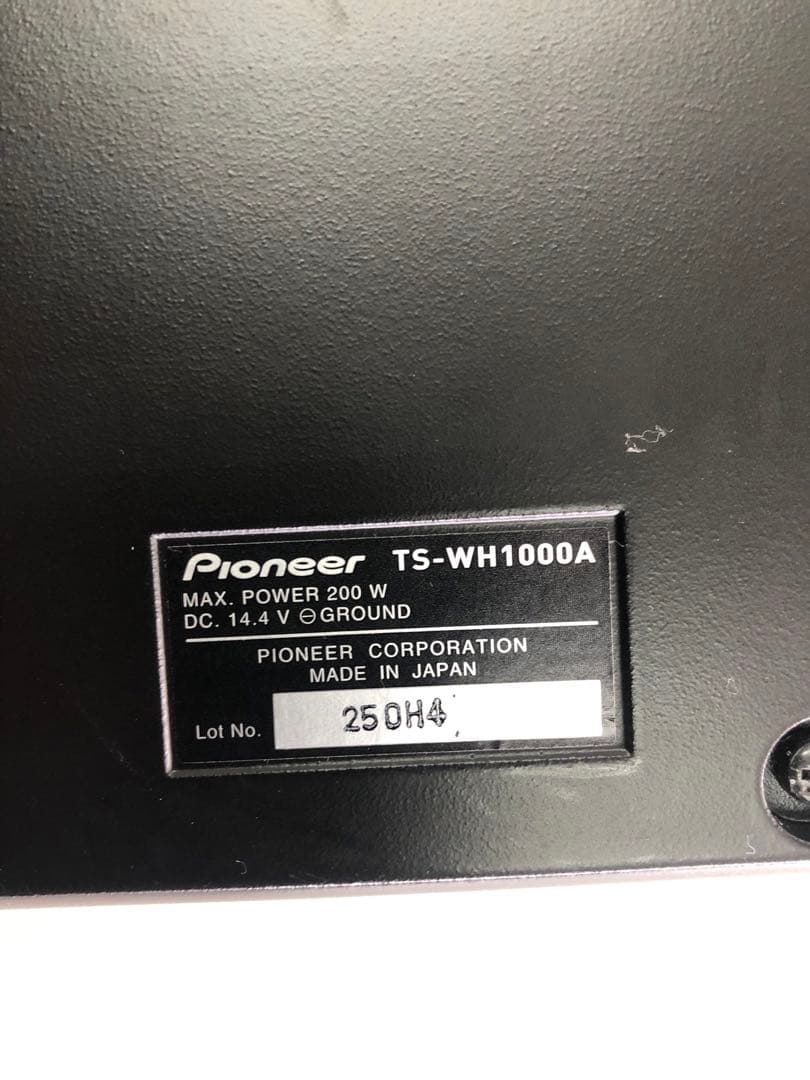 Pioneer TS-WH1000A
MAX. POWER 200 W
DC. 14.4 V ⊖ GROUND
PIONEER CORPORATION
MADE IN JAPAN
Lot No. 250H4